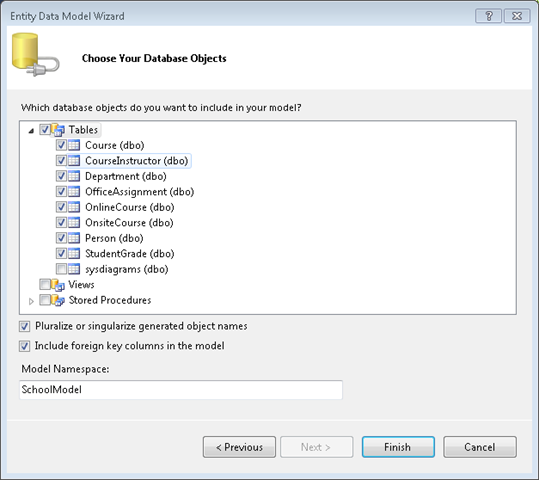 Entity Data Model Wizard
Choose Your Database Objects
Which database objects do you want to include in your model?
Tables
Course (dbo)
CourseInstructor (dbo)
Department (dbo)
OfficeAssignment (dbo)
OnlineCourse (dbo)
OnsiteCourse (dbo)
Person (dbo)
StudentGrade (dbo)
sysdiagrams (dbo)
Views
Stored Procedures
Pluralize or singularize generated object names
Include foreign key columns in the model
Model Namespace:
SchoolModel
< Previous Next > Finish Cancel